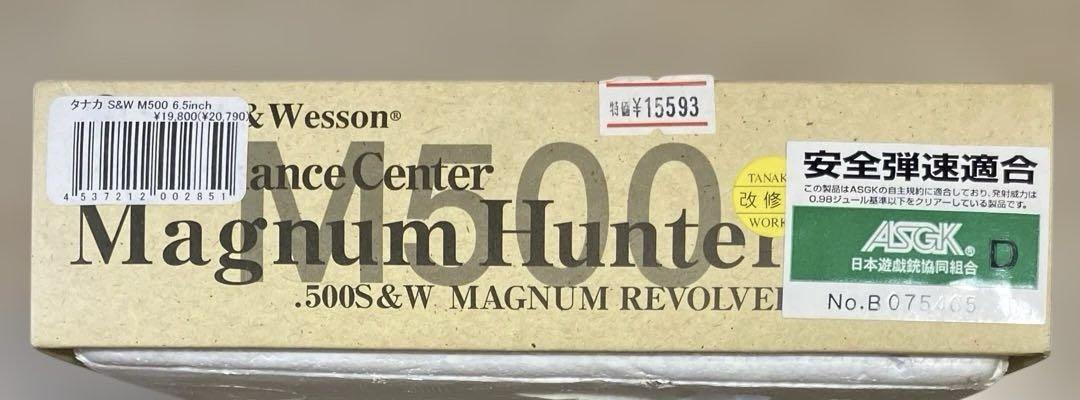 タナカ S&W M500 6.5inch
¥19,800(¥20,790)
4 537212 002851
&Wesson®
特価¥15593
M500
ance Center
Magnum Hunter
.500S&W MAGNUM REVOLVE
TANAK
改修
WORK
安全弾速適合
この製品はASGKの自主規約に適合しており、発射威力は
0.98ジュール基準以下をクリアーしている製品です。
ASGK®
日本遊戯銃協同組合
D
No.B075465